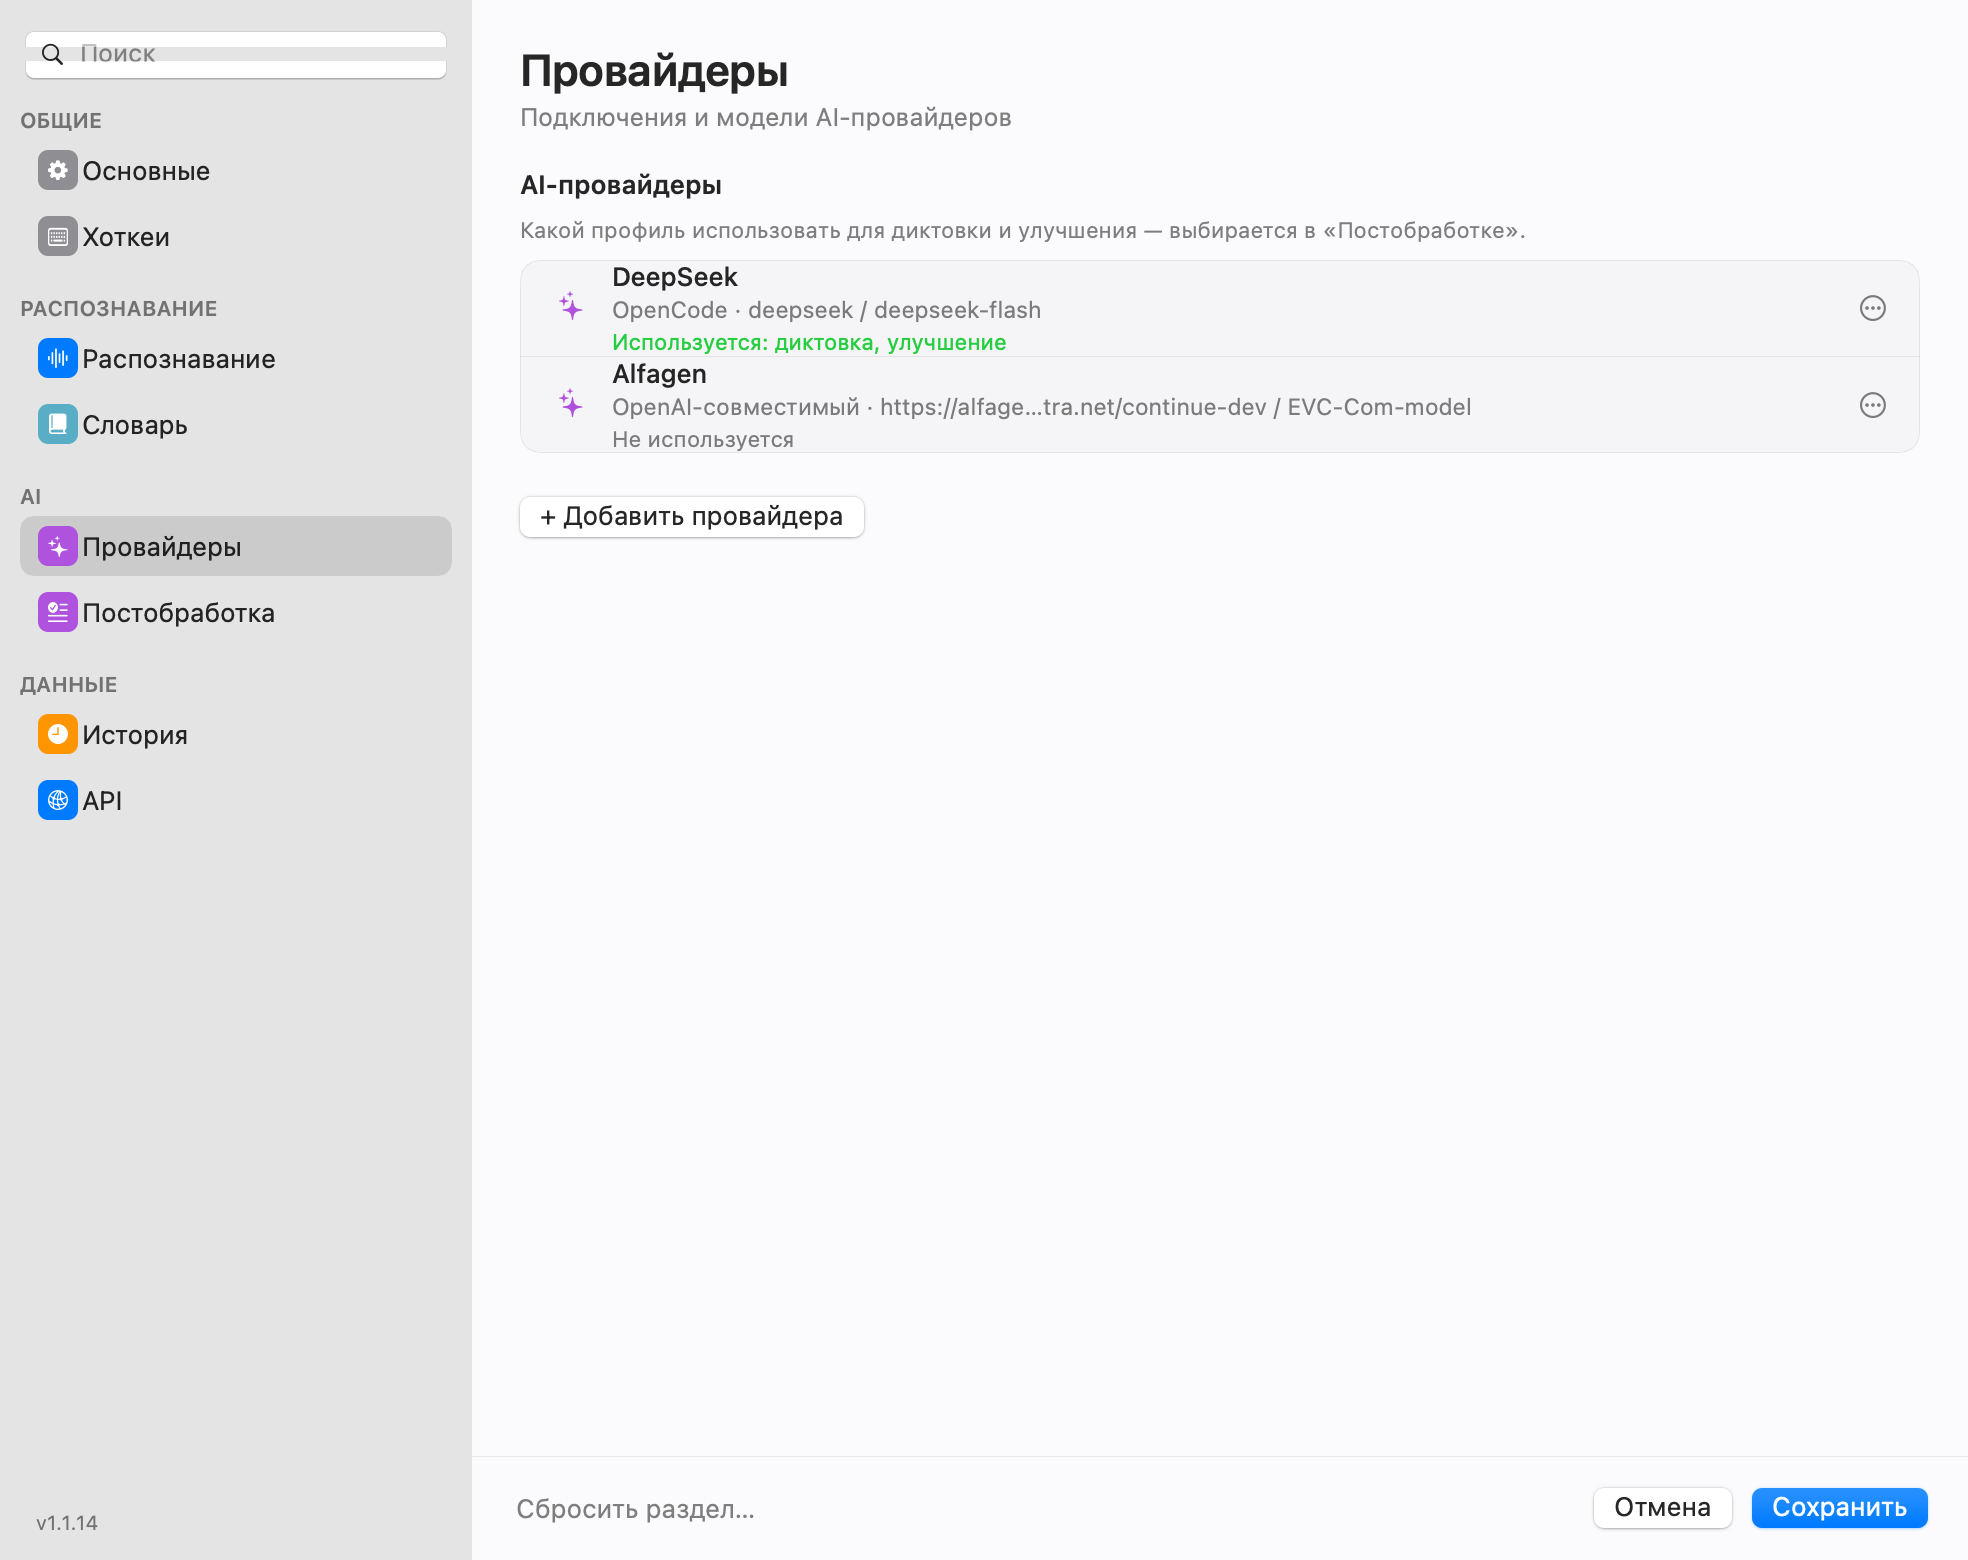 Поиск
ОБЩИЕ
Основные
Хоткеи
РАСПОЗНАВАНИЕ
Распознавание
Словарь
AI
Провайдеры
Постобработка
ДАННЫЕ
История
API
v1.1.14
Провайдеры
Подключения и модели AI-провайдеров
AI-провайдеры
Какой профиль использовать для диктовки и улучшения — выбирается в «Постобработке».
DeepSeek
OpenCode · deepseek / deepseek-flash
Используется: диктовка, улучшение
Alfagen
OpenAI-совместимый · https://alfage...tra.net/continue-dev / EVC-Com-model
Не используется
+ Добавить провайдера
Сбросить раздел...
Отмена
Сохранить